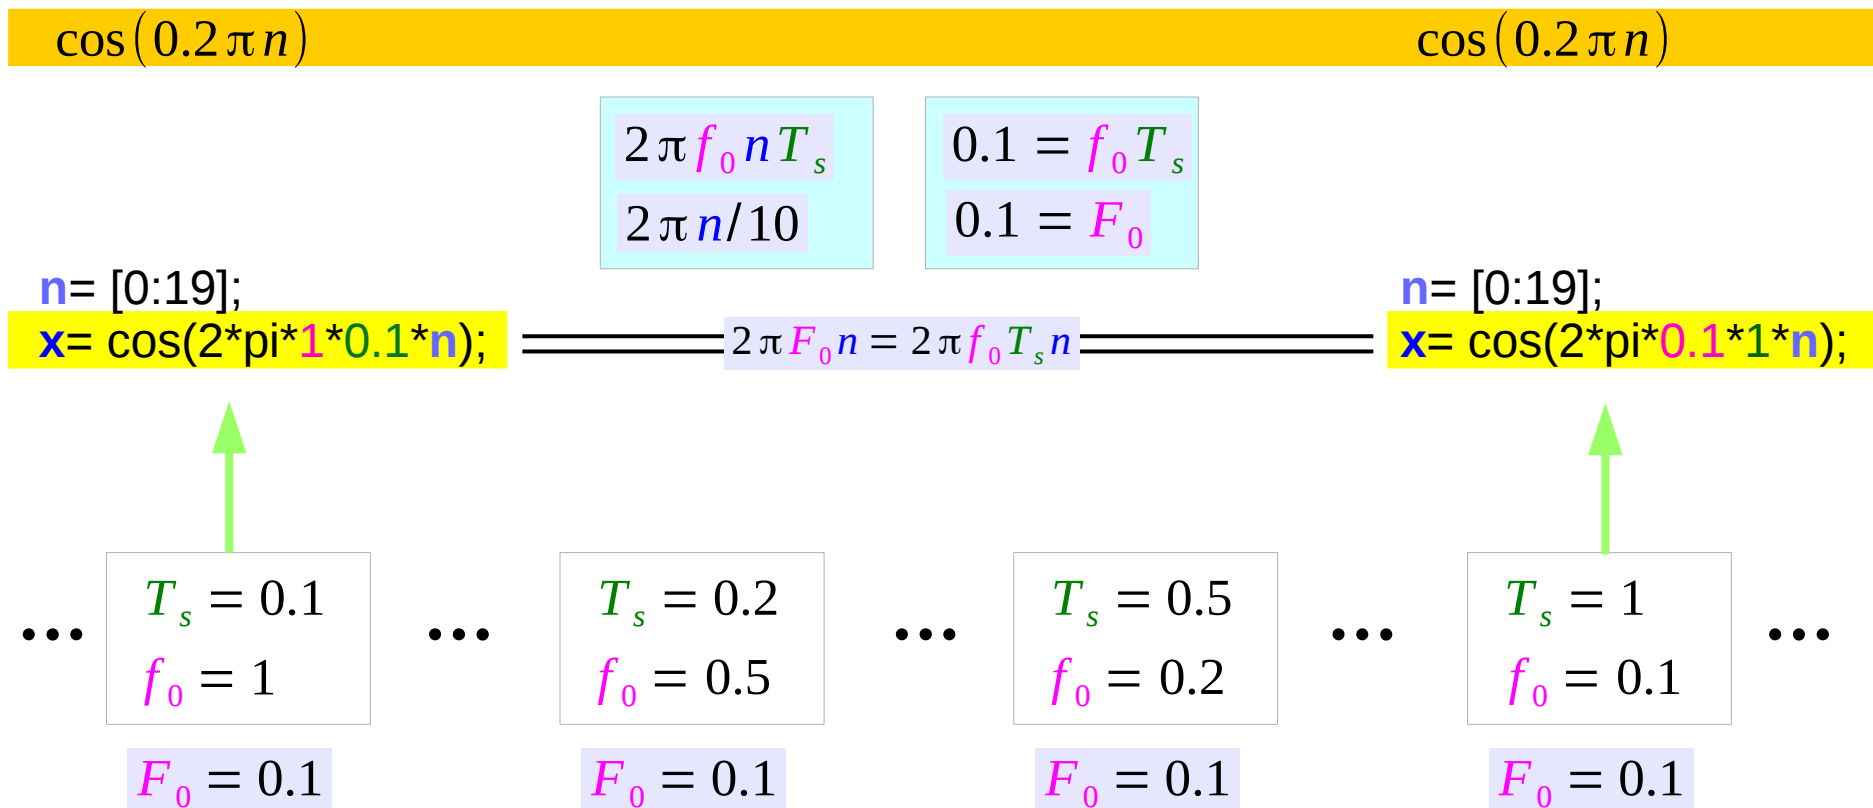 cos(0.2πn) cos(0.2πn)
2πf₀nTₛ 0.1 = f₀Tₛ
2πn/10 0.1 = F₀
n= [0:19]; n= [0:19];
x= cos(2*pi*1*0.1*n); 2πF₀n = 2πf₀Tₛn x= cos(2*pi*0.1*1*n);
Tₛ = 0.1 Tₛ = 0.2 Tₛ = 0.5 Tₛ = 1
... ... ... ... ...
f₀ = 1 f₀ = 0.5 f₀ = 0.2 f₀ = 0.1
F₀ = 0.1 F₀ = 0.1 F₀ = 0.1 F₀ = 0.1